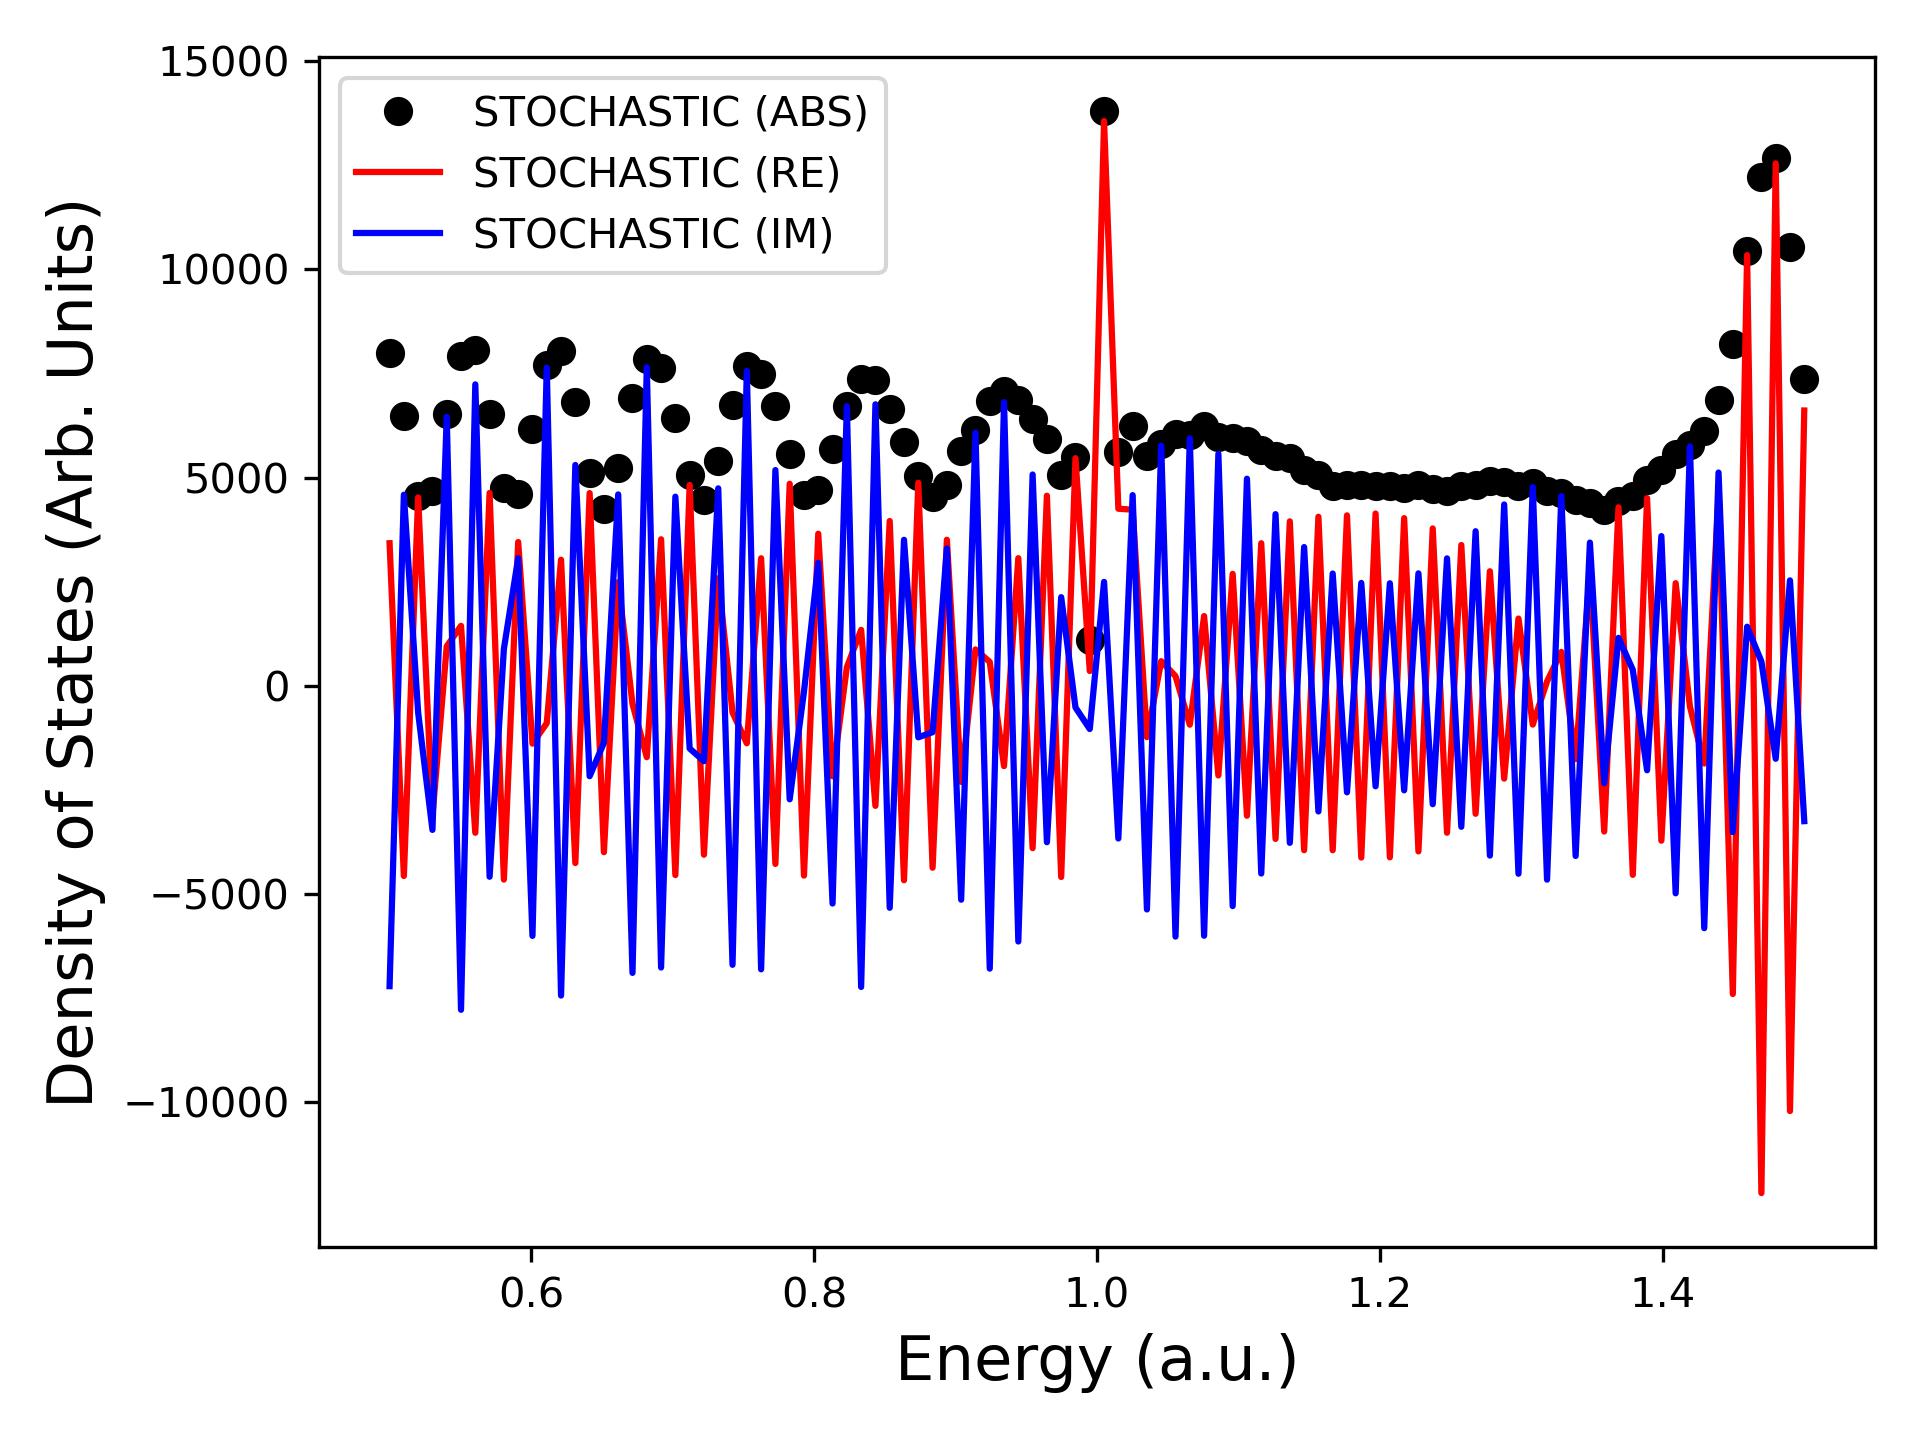 15000
10000
5000
0
−5000
−10000
Density of States (Arb. Units)
STOCHASTIC (ABS)
STOCHASTIC (RE)
STOCHASTIC (IM)
0.6 0.8 1.0 1.2 1.4
Energy (a.u.)